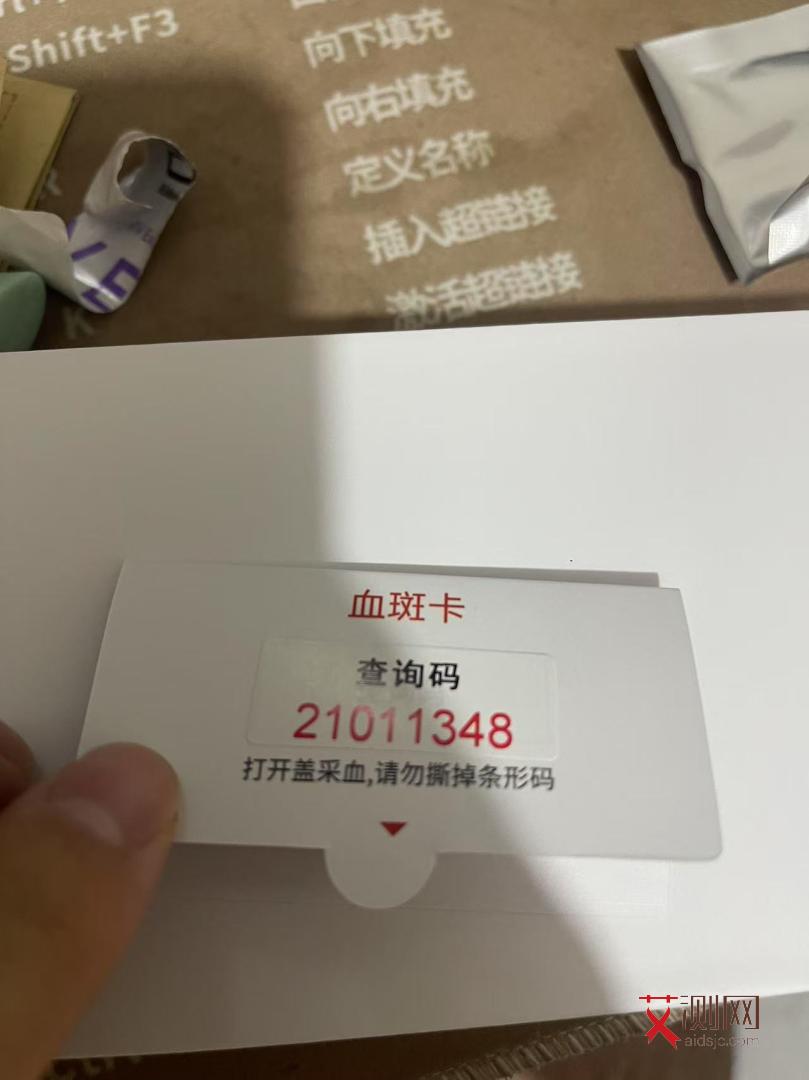 Shift+F3
向下填充
向右填充
定义名称
插入超链接
激活超链接
血斑卡
查询码
21011348
打开盖采血,请勿撕掉条形码
艾测网
aidsjc.com